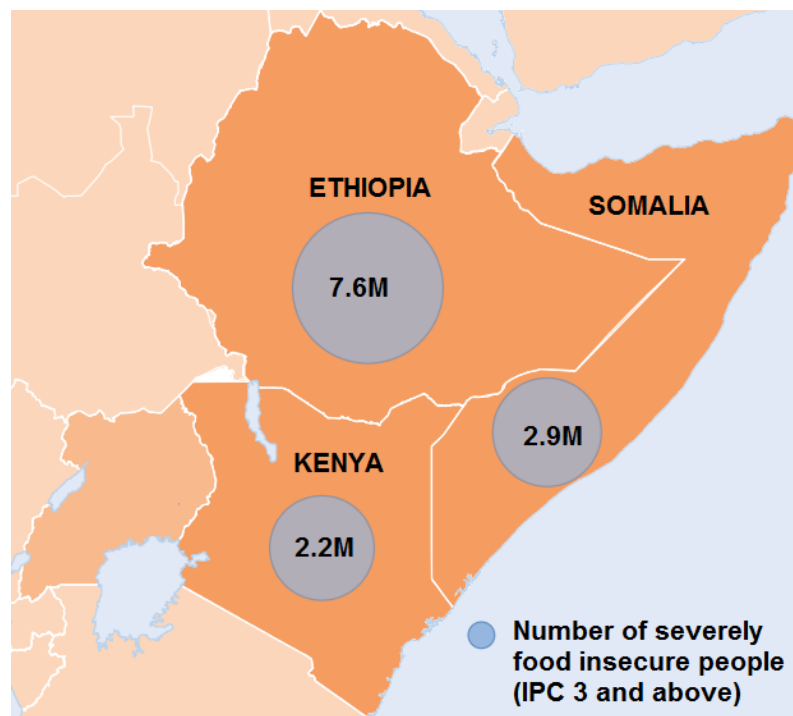 ETHIOPIA
SOMALIA
7.6M
2.9M
KENYA
2.2M
Number of severely
food insecure people
(IPC 3 and above)